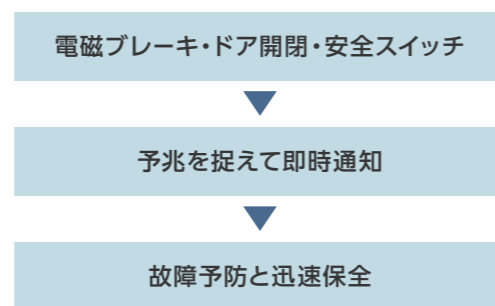 電磁ブレーキ・ドア開閉・安全スイッチ
予兆を捉えて即時通知
故障予防と迅速保全